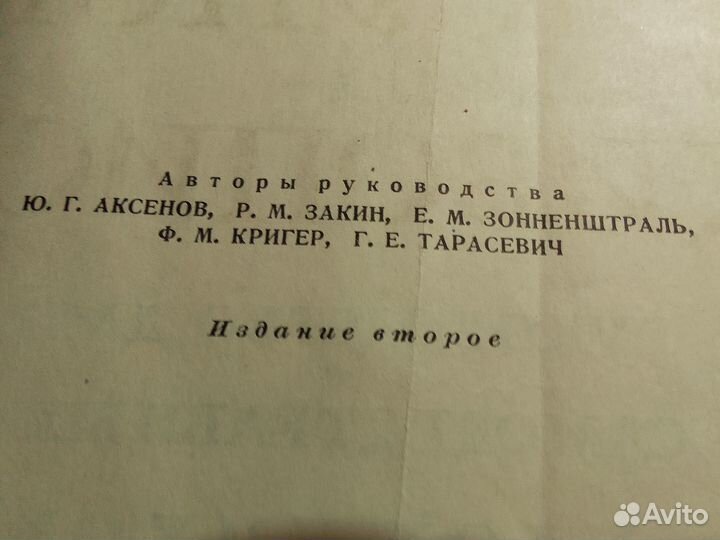 Авторы руководства
Ю. Г. АКСЕНОВ, Р. М. ЗАКИН, Е. М. ЗОННЕНШТРАЛЬ,
Ф. М. КРИГЕР, Г. Е. ТАРАСЕВИЧ
Издание второе
Avito